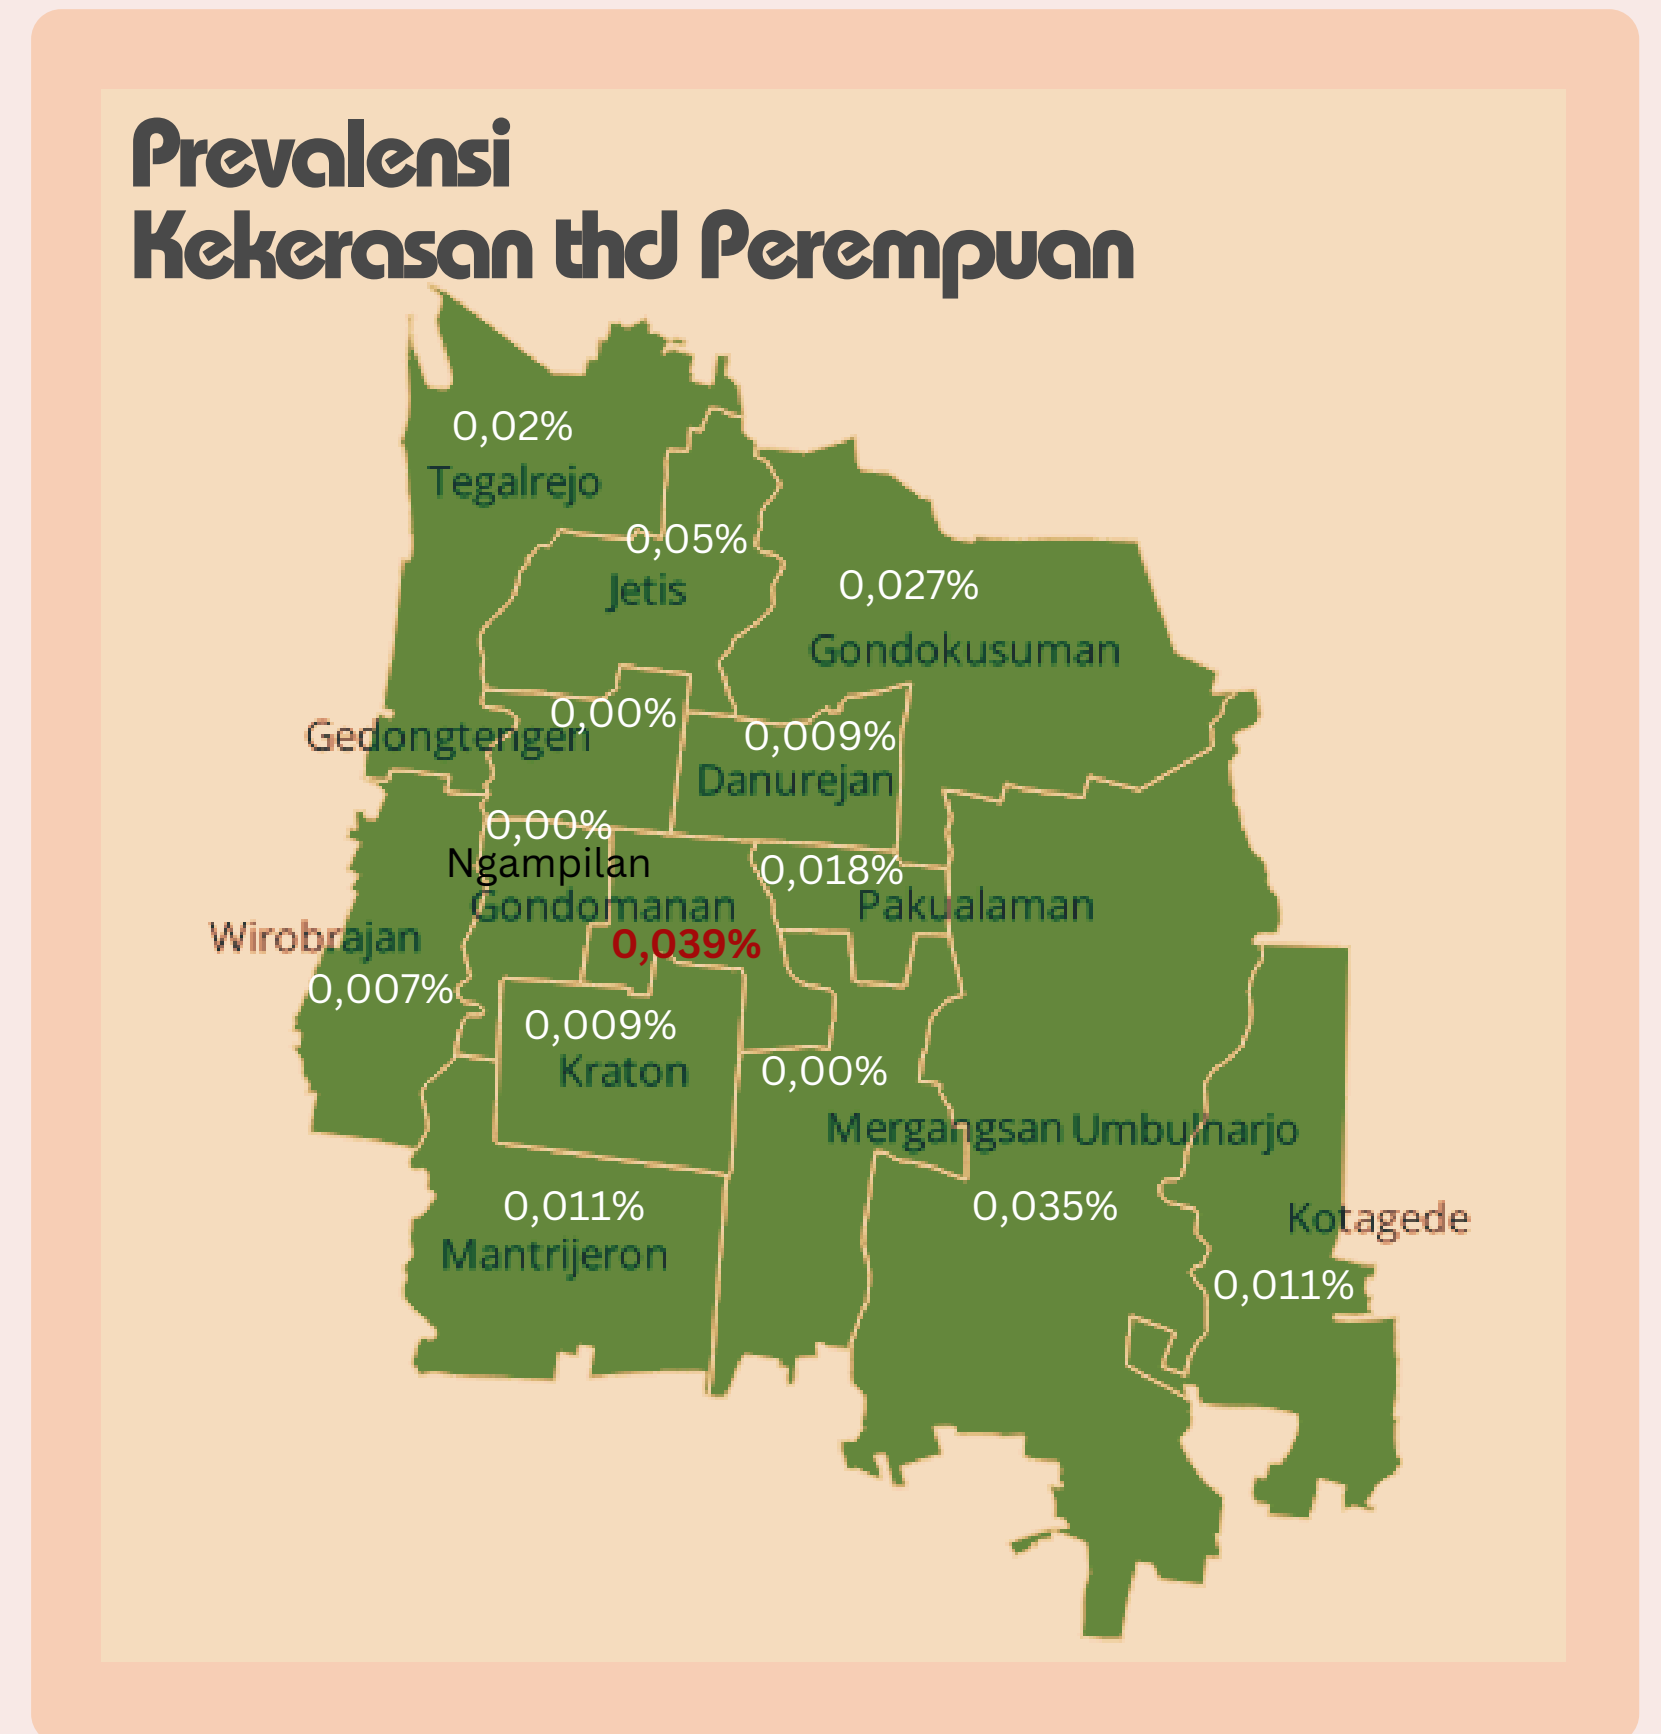 Prevalensi
Kekerasan thd Perempuan
0,02%
Tegalrejo
0,05%
Jetis
0,027%
Gondokusuman
0,00%
Gedongtengen
0,009%
Danurejan
0,00%
Ngampilan
0,018%
Pakualaman
Gondomanan
0,039%
Wirobrajan
0,007%
0,009%
Kraton
0,00%
Mergangsan
Umbulharjo
0,035%
0,011%
Mantrijeron
Kotagede
0,011%